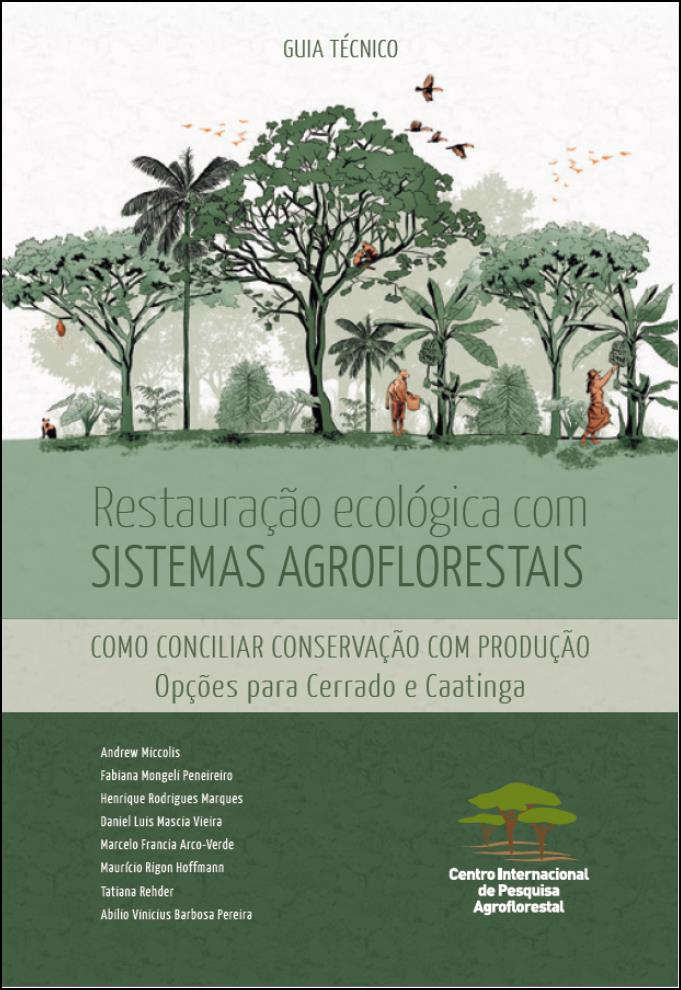 GUIA TÉCNICO
Restauração ecológica com
SISTEMAS AGROFLORESTAIS
COMO CONCILIAR CONSERVAÇÃO COM PRODUÇÃO
Opções para Cerrado e Caatinga
Andrew Miccolis
Fabiana Mongeli Peneireiro
Henrique Rodrigues Marques
Daniel Luis Mascia Vieira
Marcelo Francia Arco-Verde
Maurício Rigon Hoffmann
Tatiana Rehder
Abilio Vinicius Barbosa Pereira
Centro Internacional
de Pesquisa
Agroflorestal